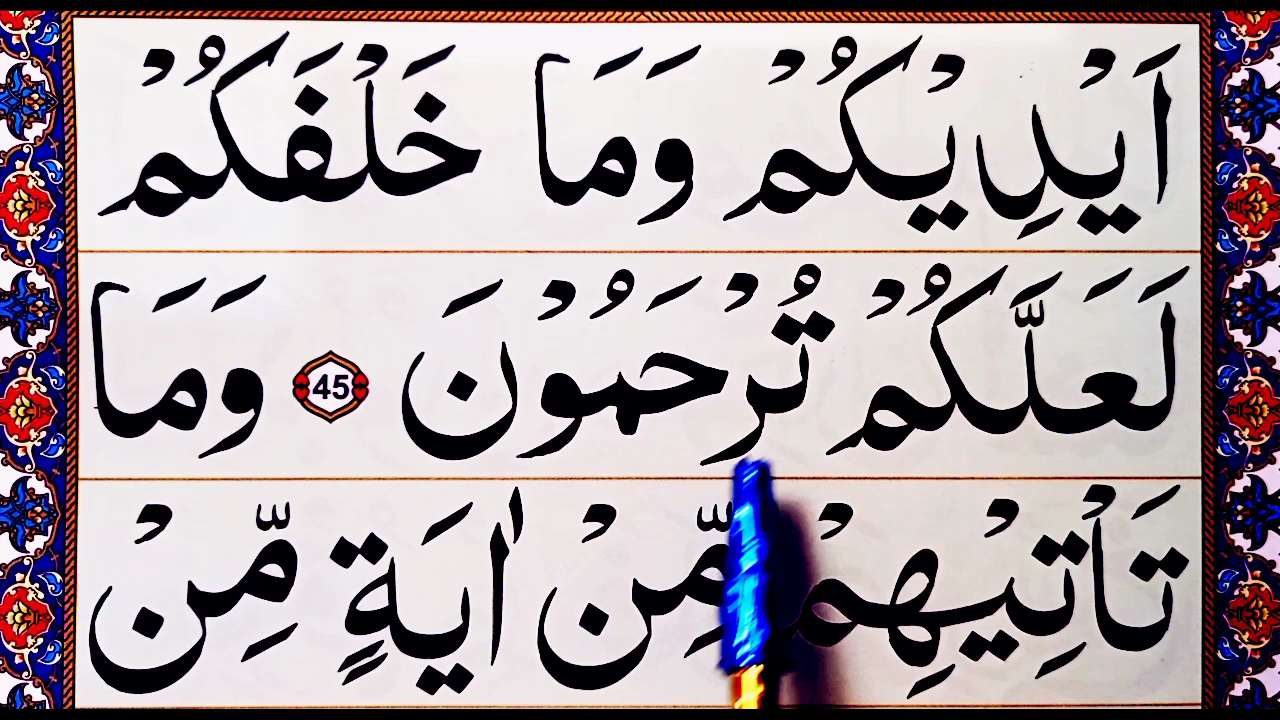 اَيْدِيْكُمْ وَمَا خَلْفَكُمْ
لَعَلَّكُمْ تُرْحَمُوْنَ 45 وَمَا
تَاْتِيْهِمْ مِّنْ اٰيَةٍ مِّنْ